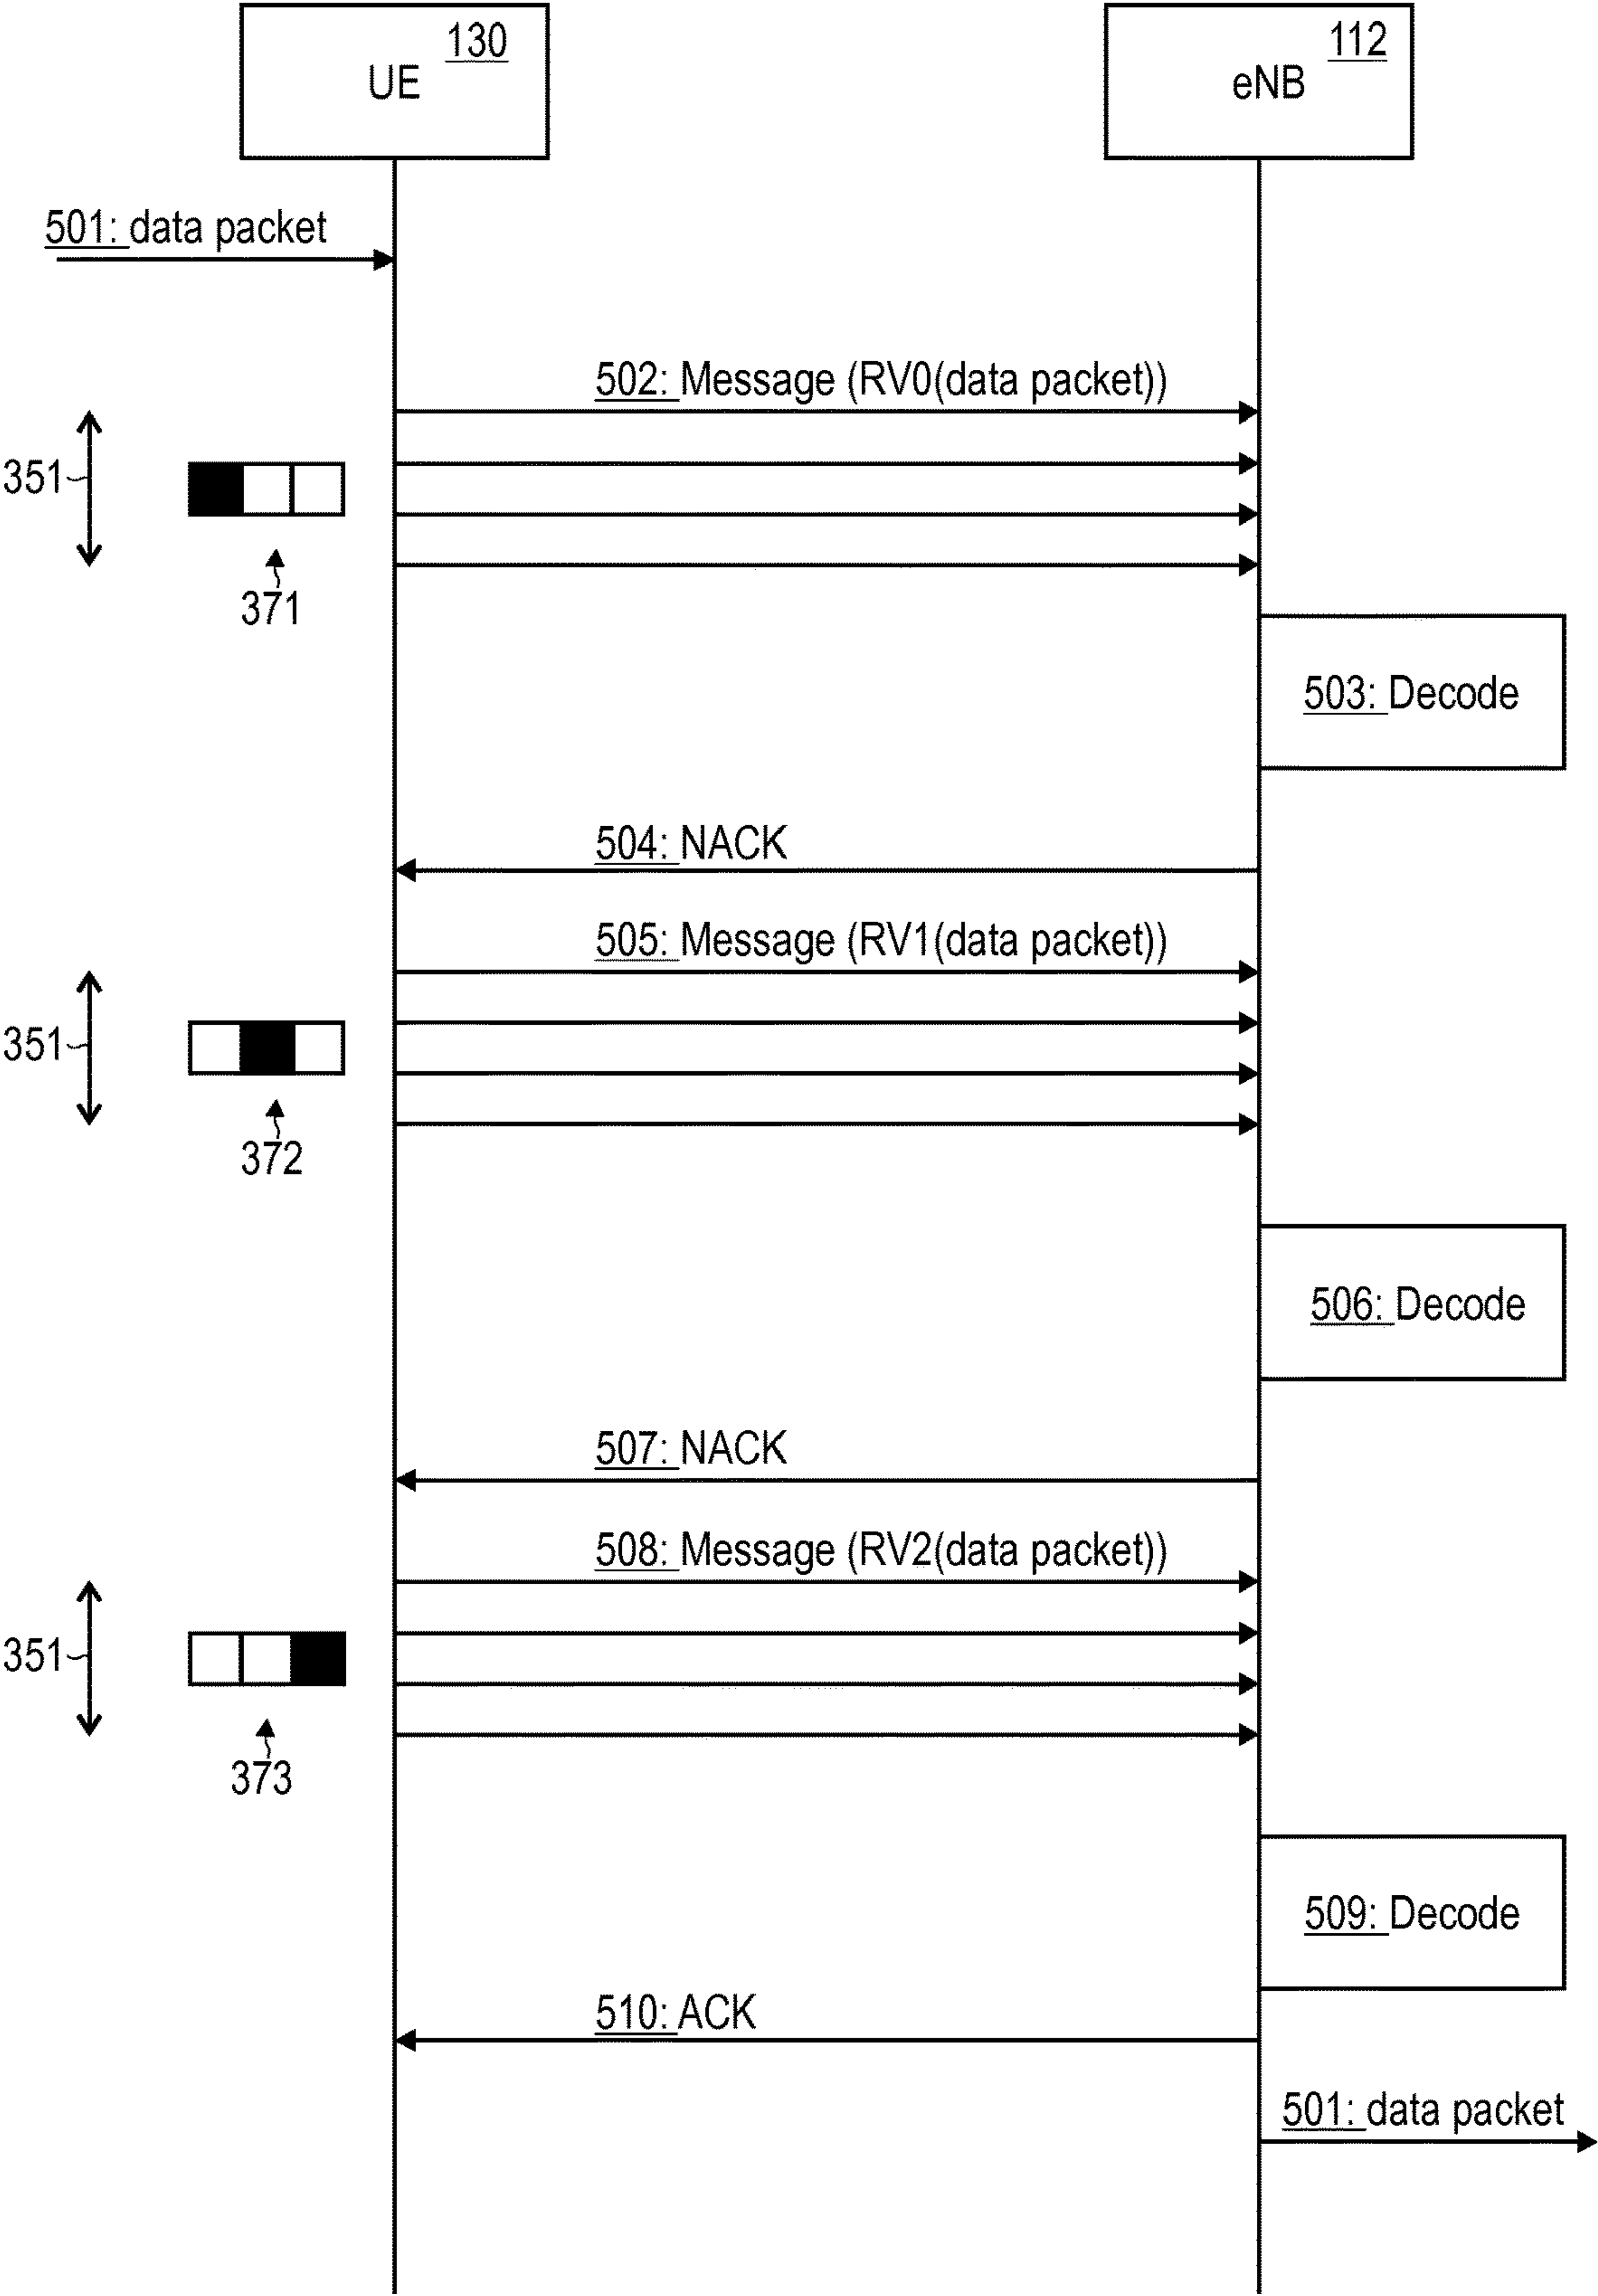 130
UE
112
eNB
501: data packet
502: Message (RV0(data packet))
351
371
503: Decode
504: NACK
505: Message (RV1(data packet))
351
372
506: Decode
507: NACK
508: Message (RV2(data packet))
351
373
509: Decode
510: ACK
501: data packet